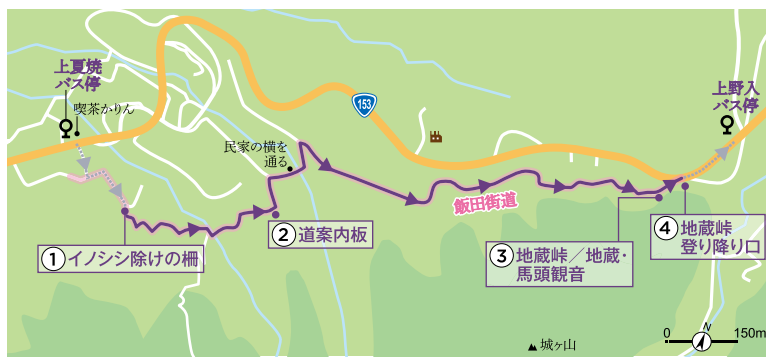 上夏焼
バス停
喫茶かりん
153
上野入
バス停
民家の横を
通る
飯田街道
① イノシシ除けの柵
② 道案内板
③ 地蔵峠／地蔵・
馬頭観音
④ 地蔵峠
登り降り口
城ヶ山
0 N 150m